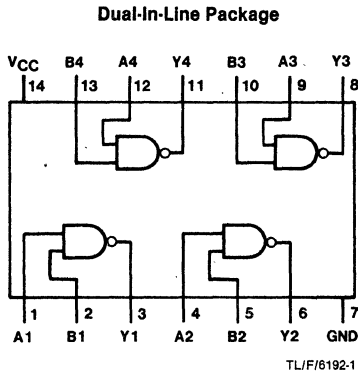 Dual-In-Line Package
VCC B4 A4 Y4 B3 A3 Y3
14 13 12 11 10 9 8
1 2 3 4 5 6 7
A1 B1 Y1 A2 B2 Y2 GND
TL/F/6192-1